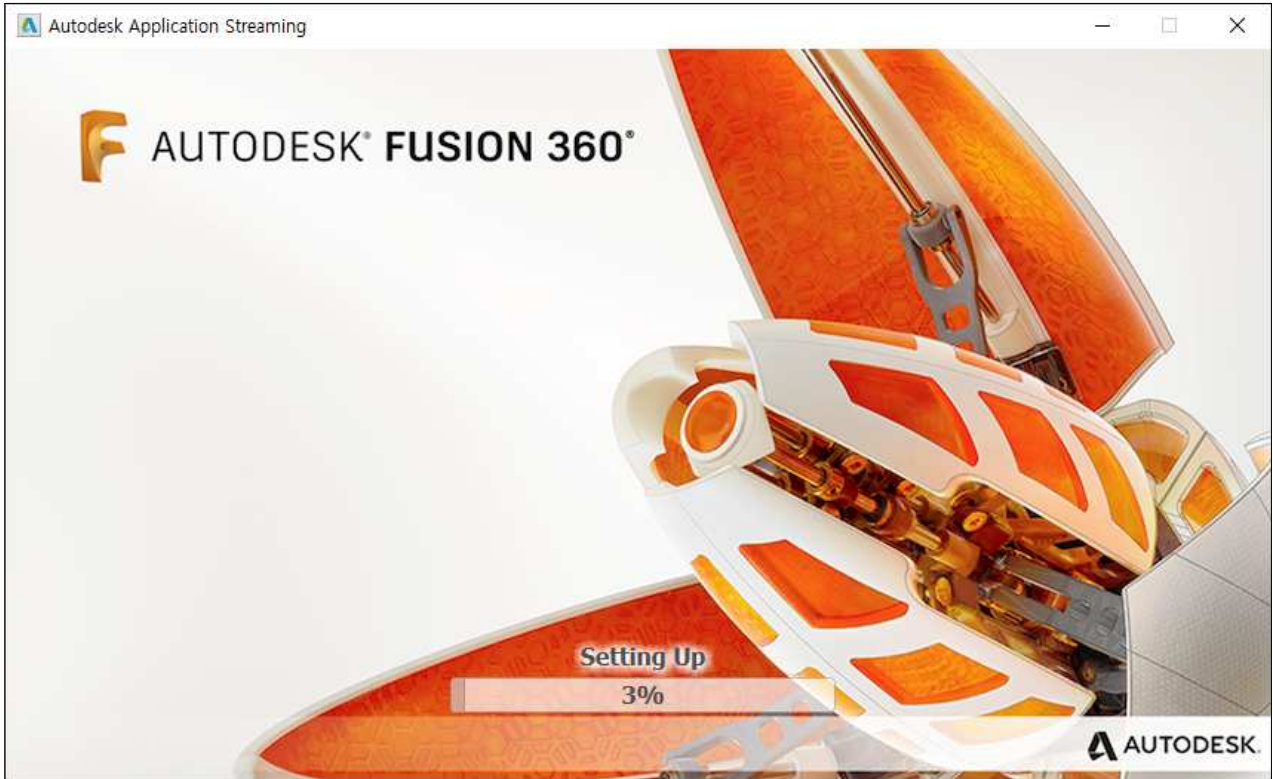 Autodesk Application Streaming
AUTODESK® FUSION 360®
Setting Up
3%
AUTODESK.